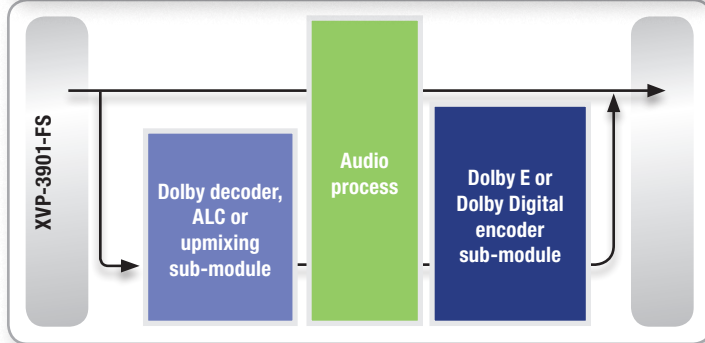 XVP-3901-FS
Dolby decoder,
ALC or
upmixing
sub-module
Audio
process
Dolby E or
Dolby Digital
encoder
sub-module